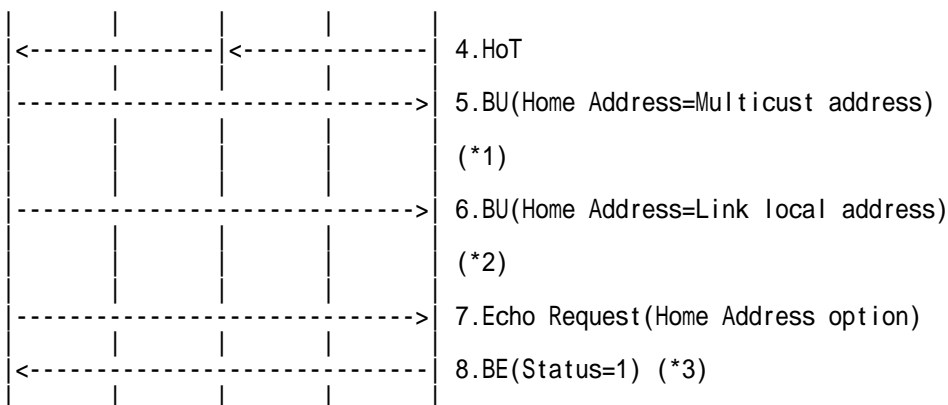 4.HoT
5.BU(Home Address=Multicust address)
(*1)
6.BU(Home Address=Link local address)
(*2)
7.Echo Request(Home Address option)
8.BE(Status=1) (*3)